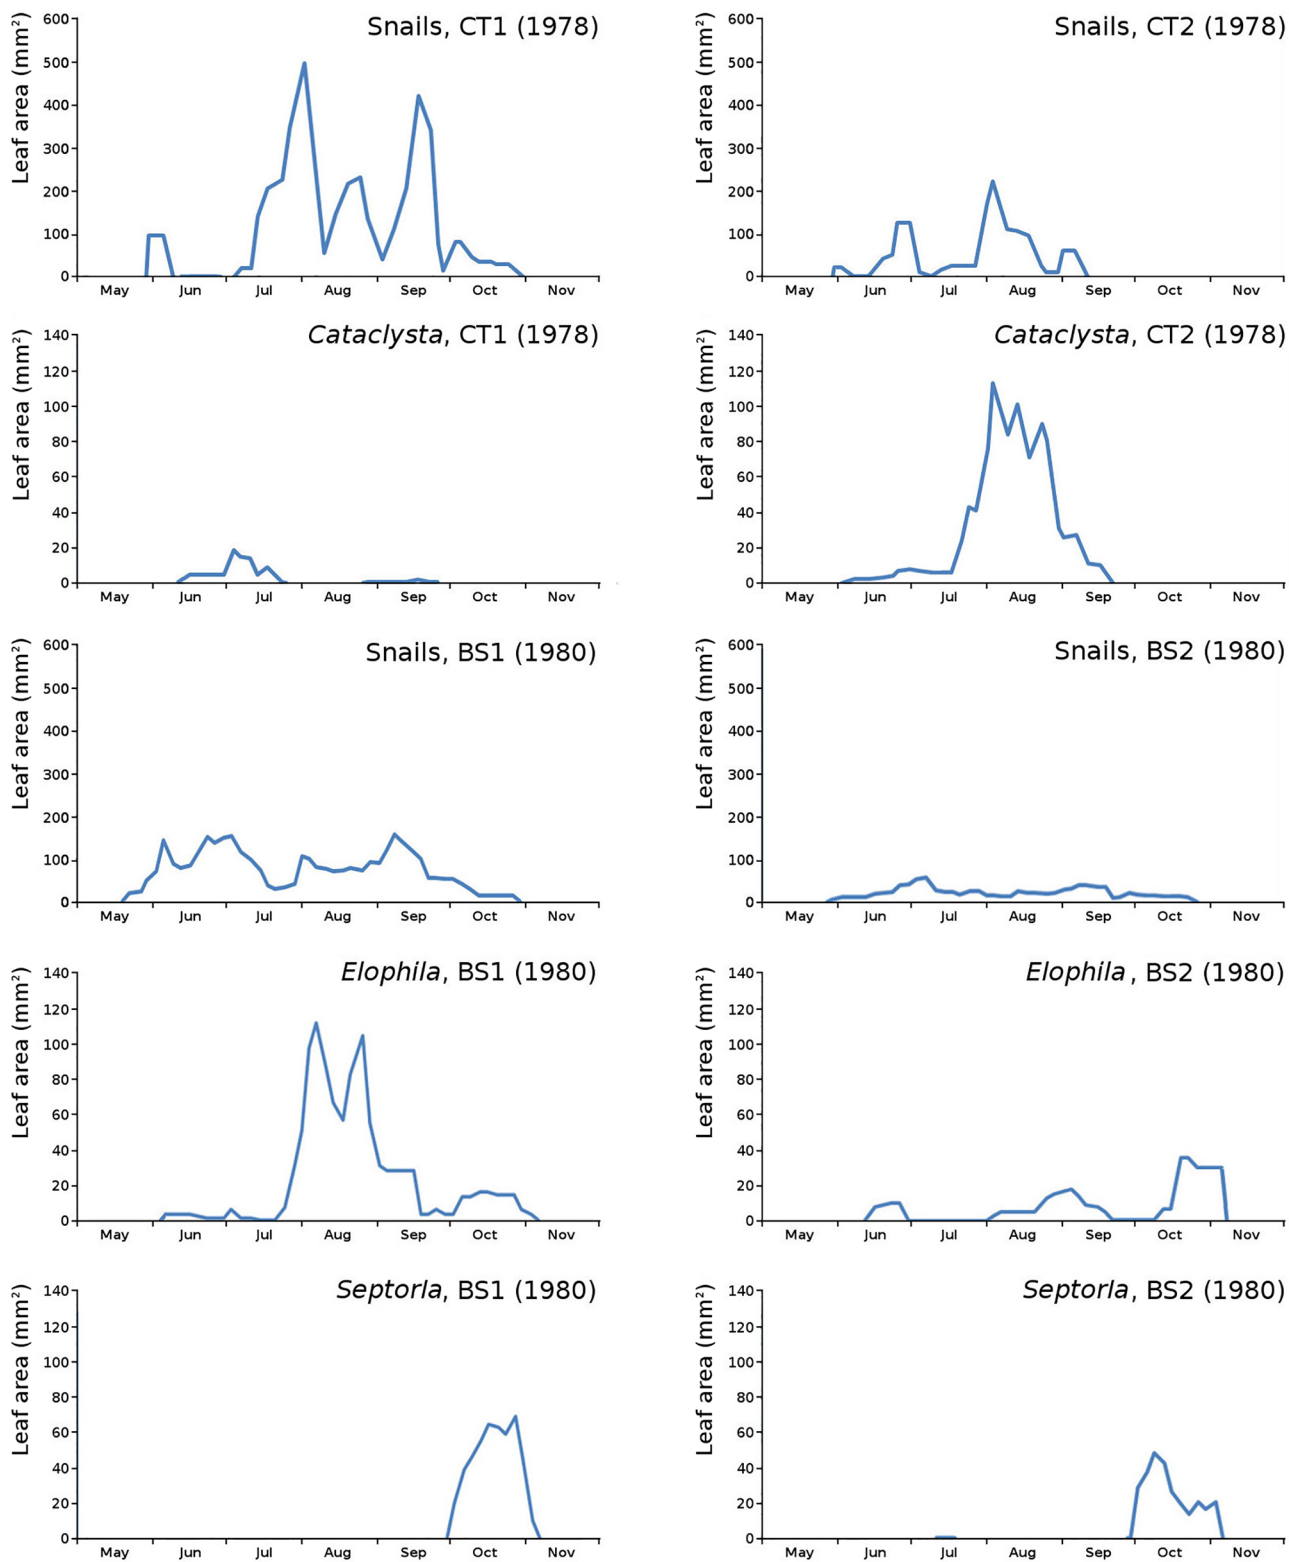 Snails, CT1 (1978)
Leaf area (mm²)
600
500
400
300
200
100
0
May Jun Jul Aug Sep Oct Nov
Snails, CT2 (1978)
Leaf area (mm²)
600
500
400
300
200
100
0
May Jun Jul Aug Sep Oct Nov
Cataclysta, CT1 (1978)
Leaf area (mm²)
140
120
100
80
60
40
20
0
May Jun Jul Aug Sep Oct Nov
Cataclysta, CT2 (1978)
Leaf area (mm²)
140
120
100
80
60
40
20
0
May Jun Jul Aug Sep Oct Nov
Snails, BS1 (1980)
Leaf area (mm²)
600
500
400
300
200
100
0
May Jun Jul Aug Sep Oct Nov
Snails, BS2 (1980)
Leaf area (mm²)
600
500
400
300
200
100
0
May Jun Jul Aug Sep Oct Nov
Elophila, BS1 (1980)
Leaf area (mm²)
140
120
100
80
60
40
20
0
May Jun Jul Aug Sep Oct Nov
Elophila, BS2 (1980)
Leaf area (mm²)
140
120
100
80
60
40
20
0
May Jun Jul Aug Sep Oct Nov
Septorla, BS1 (1980)
Leaf area (mm²)
140
120
100
80
60
40
20
0
May Jun Jul Aug Sep Oct Nov
Septorla, BS2 (1980)
Leaf area (mm²)
140
120
100
80
60
40
20
0
May Jun Jul Aug Sep Oct Nov